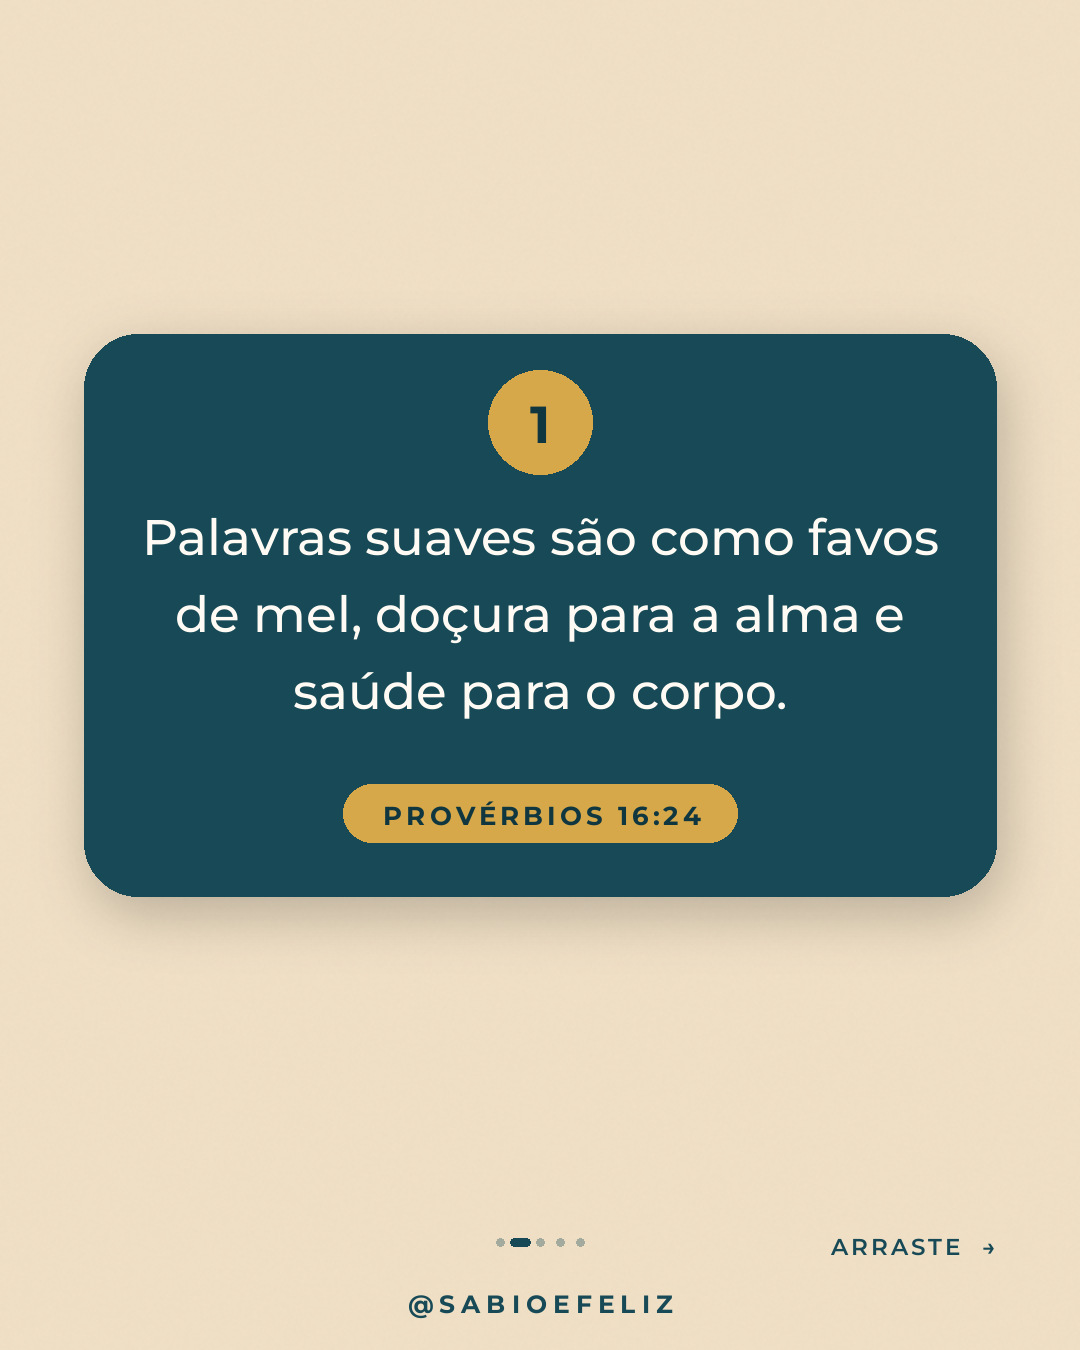 1
Palavras suaves são como favos
de mel, doçura para a alma e
saúde para o corpo.
PROVÉRBIOS 16:24
ARRASTE →
@SABIOEFELIZ